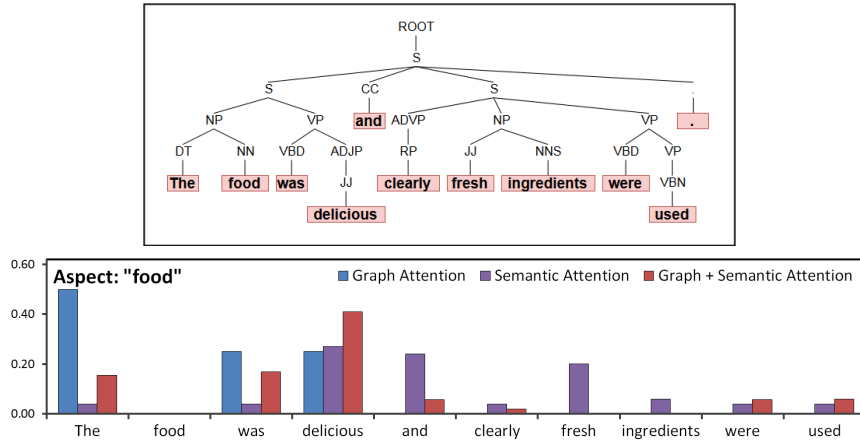 ROOT
S
S CC S .
NP VP and ADVP NP VP .
DT NN VBD ADJP RP JJ NNS VBD VP
The food was JJ clearly fresh ingredients were VBN
delicious used
0.60
Aspect: "food" Graph Attention Semantic Attention Graph + Semantic Attention
0.40
0.20
0.00
The food was delicious and clearly fresh ingredients were used